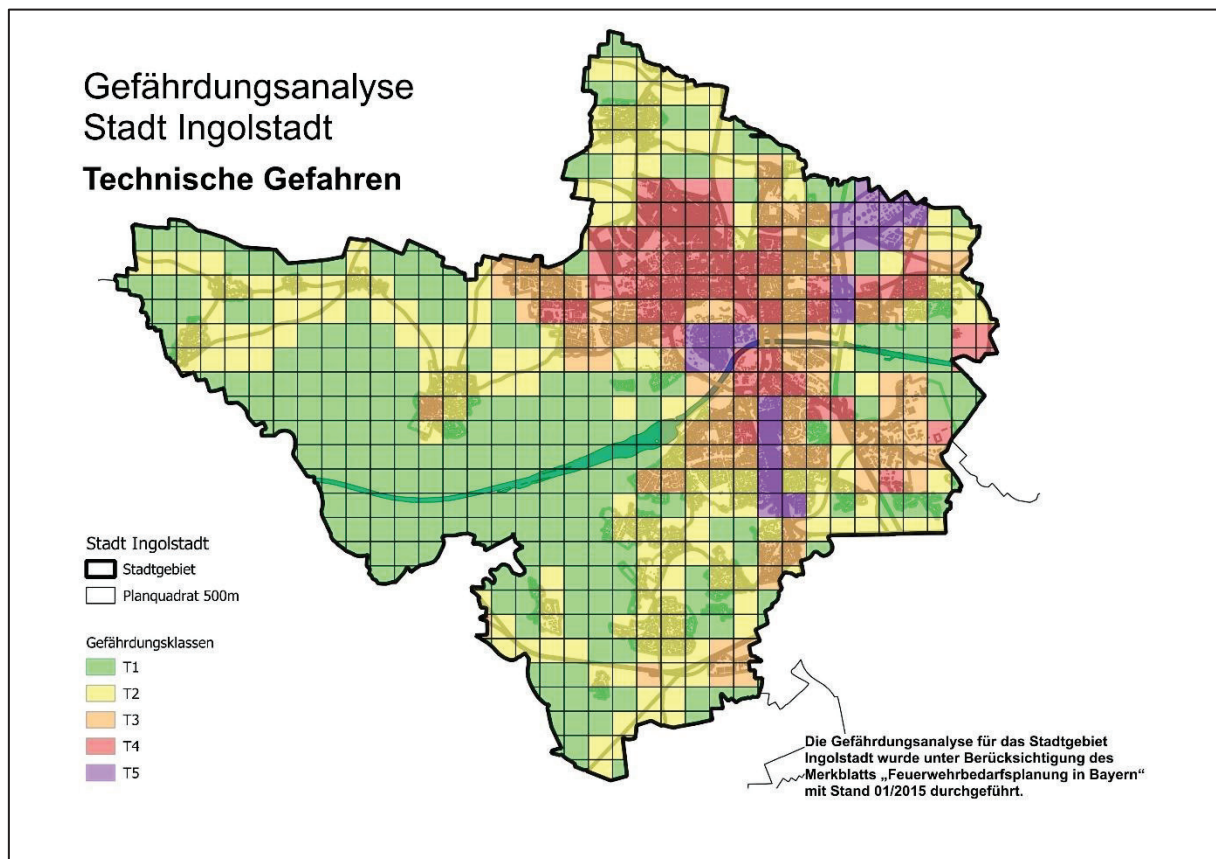 Gefährdungsanalyse
Stadt Ingolstadt
Technische Gefahren
Stadt Ingolstadt
Stadtgebiet
Planquadrat 500m
Gefährdungsklassen
T1
T2
T3
T4
T5
Die Gefährdungsanalyse für das Stadtgebiet
Ingolstadt wurde unter Berücksichtigung des
Merkblatts „Feuerwehrbedarfsplanung in Bayern“
mit Stand 01/2015 durchgeführt.